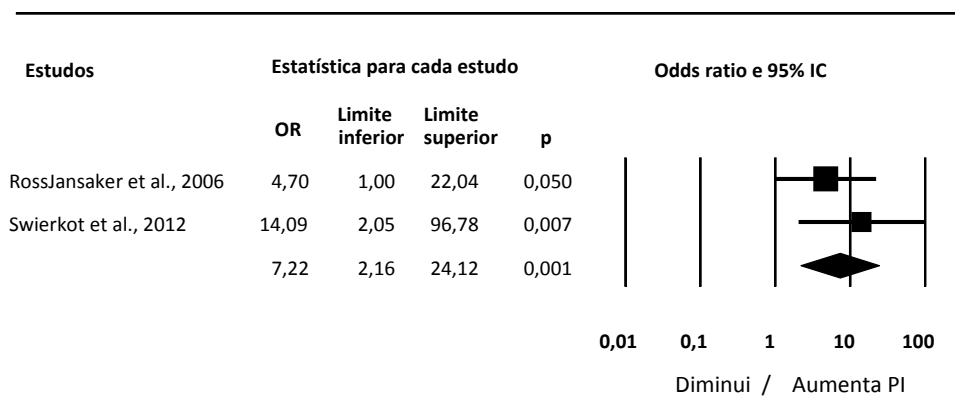 Estudos Estatística para cada estudo Odds ratio e 95% IC
OR Limite inferior Limite superior p
RossJansaker et al., 2006 4,70 1,00 22,04 0,050
Swierkot et al., 2012 14,09 2,05 96,78 0,007
7,22 2,16 24,12 0,001
0,01 0,1 1 10 100
Diminui / Aumenta PI